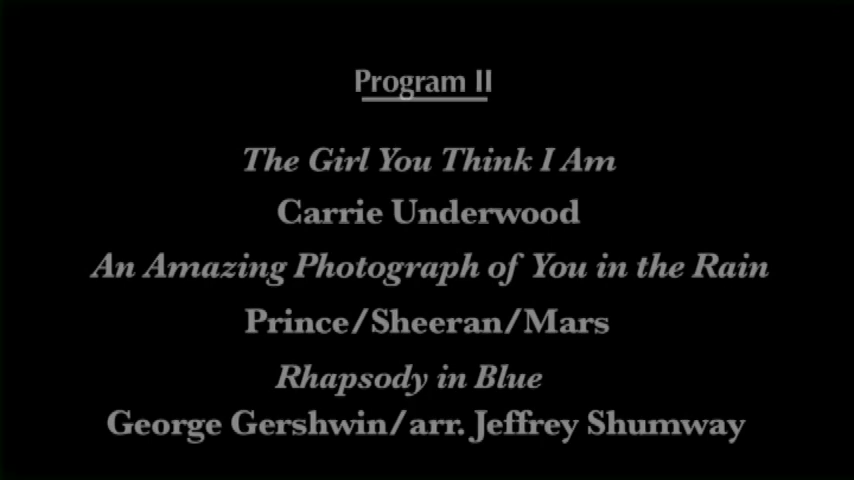 Program II
The Girl You Think I Am
Carrie Underwood
An Amazing Photograph of You in the Rain
Prince/Sheeran/Mars
Rhapsody in Blue
George Gershwin/arr. Jeffrey Shumway